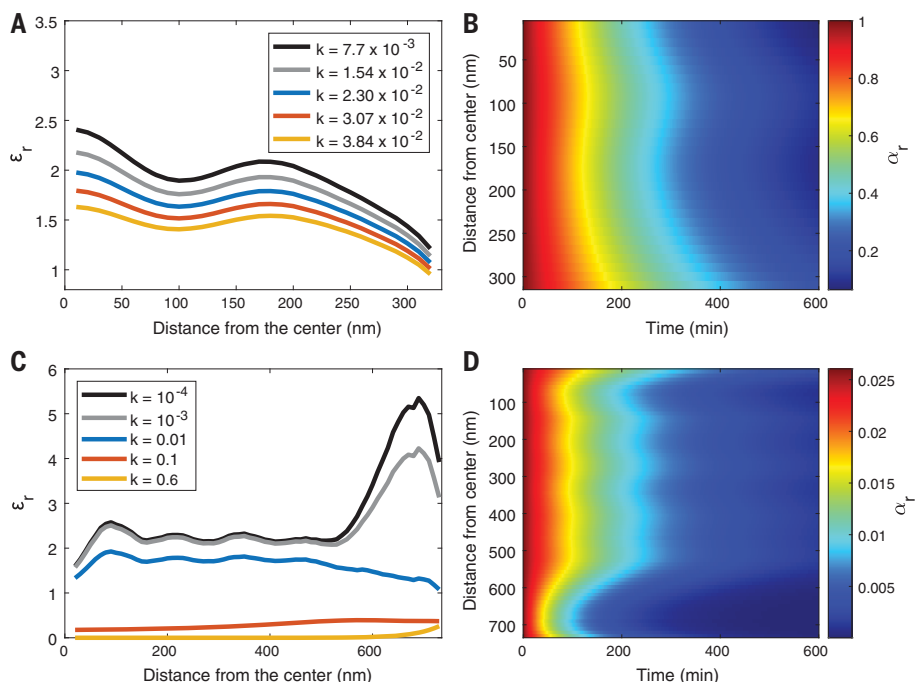 A
3.5
3
2.5
2
1.5
1
ε_r
k = 7.7 x 10^-3
k = 1.54 x 10^-2
k = 2.30 x 10^-2
k = 3.07 x 10^-2
k = 3.84 x 10^-2
0 50 100 150 200 250 300
Distance from the center (nm)
B
50
100
150
200
250
300
Distance from center (nm)
0 200 400 600
Time (min)
1
0.8
0.6
0.4
0.2
α_r
C
6
5
4
3
2
1
0
ε_r
k = 10^-4
k = 10^-3
k = 0.01
k = 0.1
k = 0.6
0 200 400 600
Distance from the center (nm)
D
100
200
300
400
500
600
700
Distance from center (nm)
0 200 400 600
Time (min)
0.025
0.02
0.015
0.01
0.005
α_r